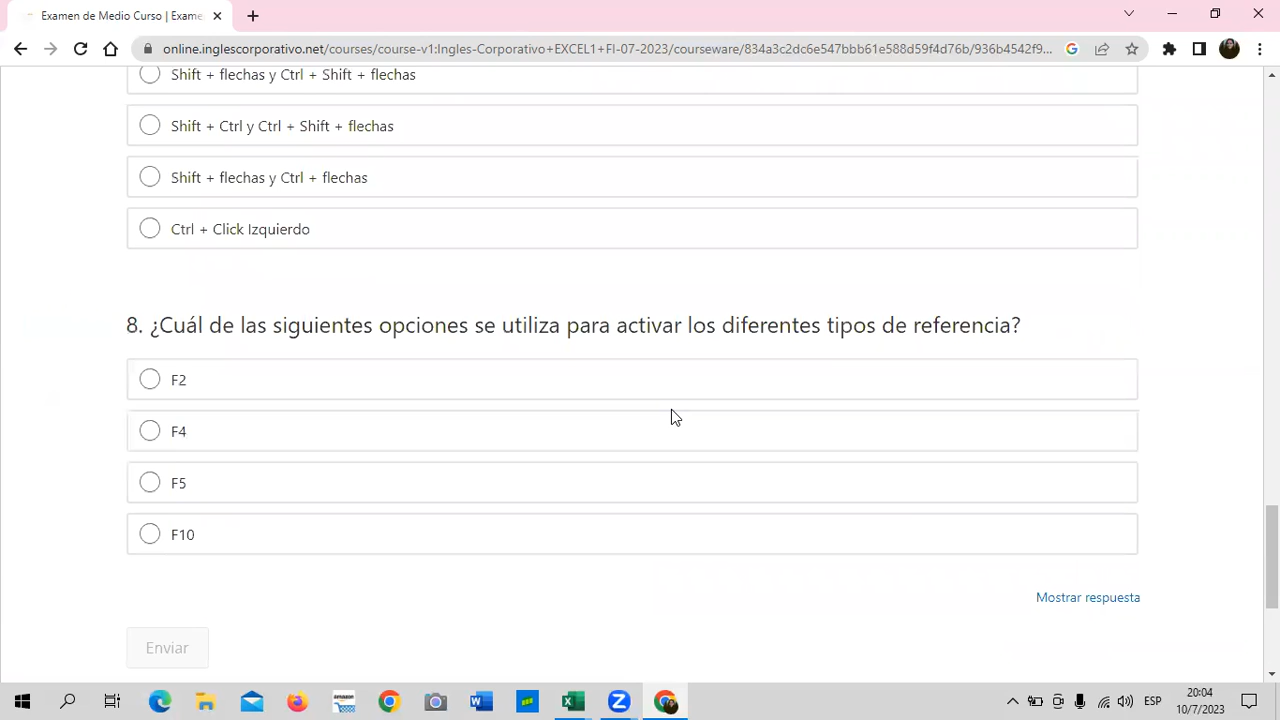 Examen de Medio Curso | Exame
online.inglescorporativo.net/courses/course-v1:Ingles-Corporativo+EXCEL1+FI-07-2023/courseware/834a3c2dc5e547bbb61e588d59f4d76b/936b4542f9...
Shift + flechas y Ctrl + Shift + flechas
Shift + Ctrl y Ctrl + Shift + flechas
Shift + flechas y Ctrl + flechas
Ctrl + Click Izquierdo
8. ¿Cuál de las siguientes opciones se utiliza para activar los diferentes tipos de referencia?
F2
F4
F5
F10
Mostrar respuesta
Enviar
ESP
20:04
10/7/2023